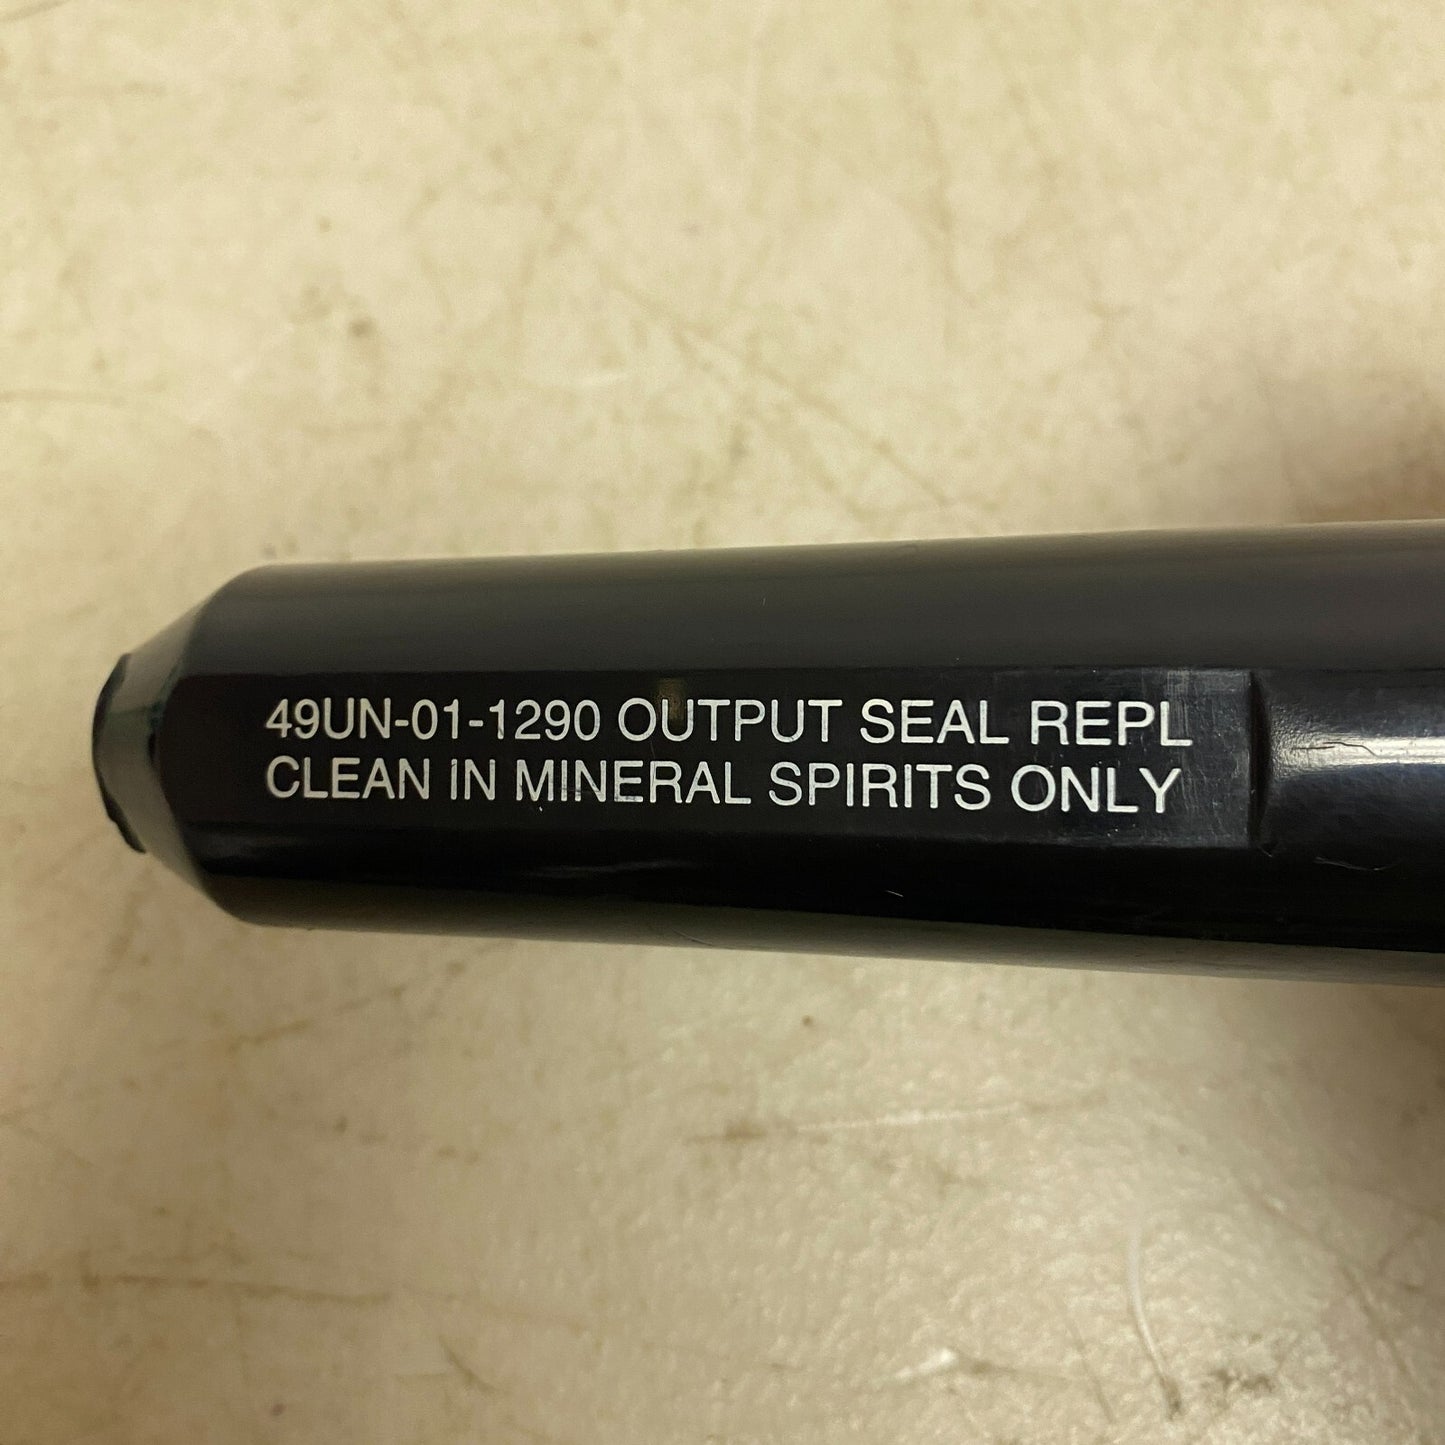 49UN-01-1290 OUTPUT SEAL REPL
CLEAN IN MINERAL SPIRITS ONLY